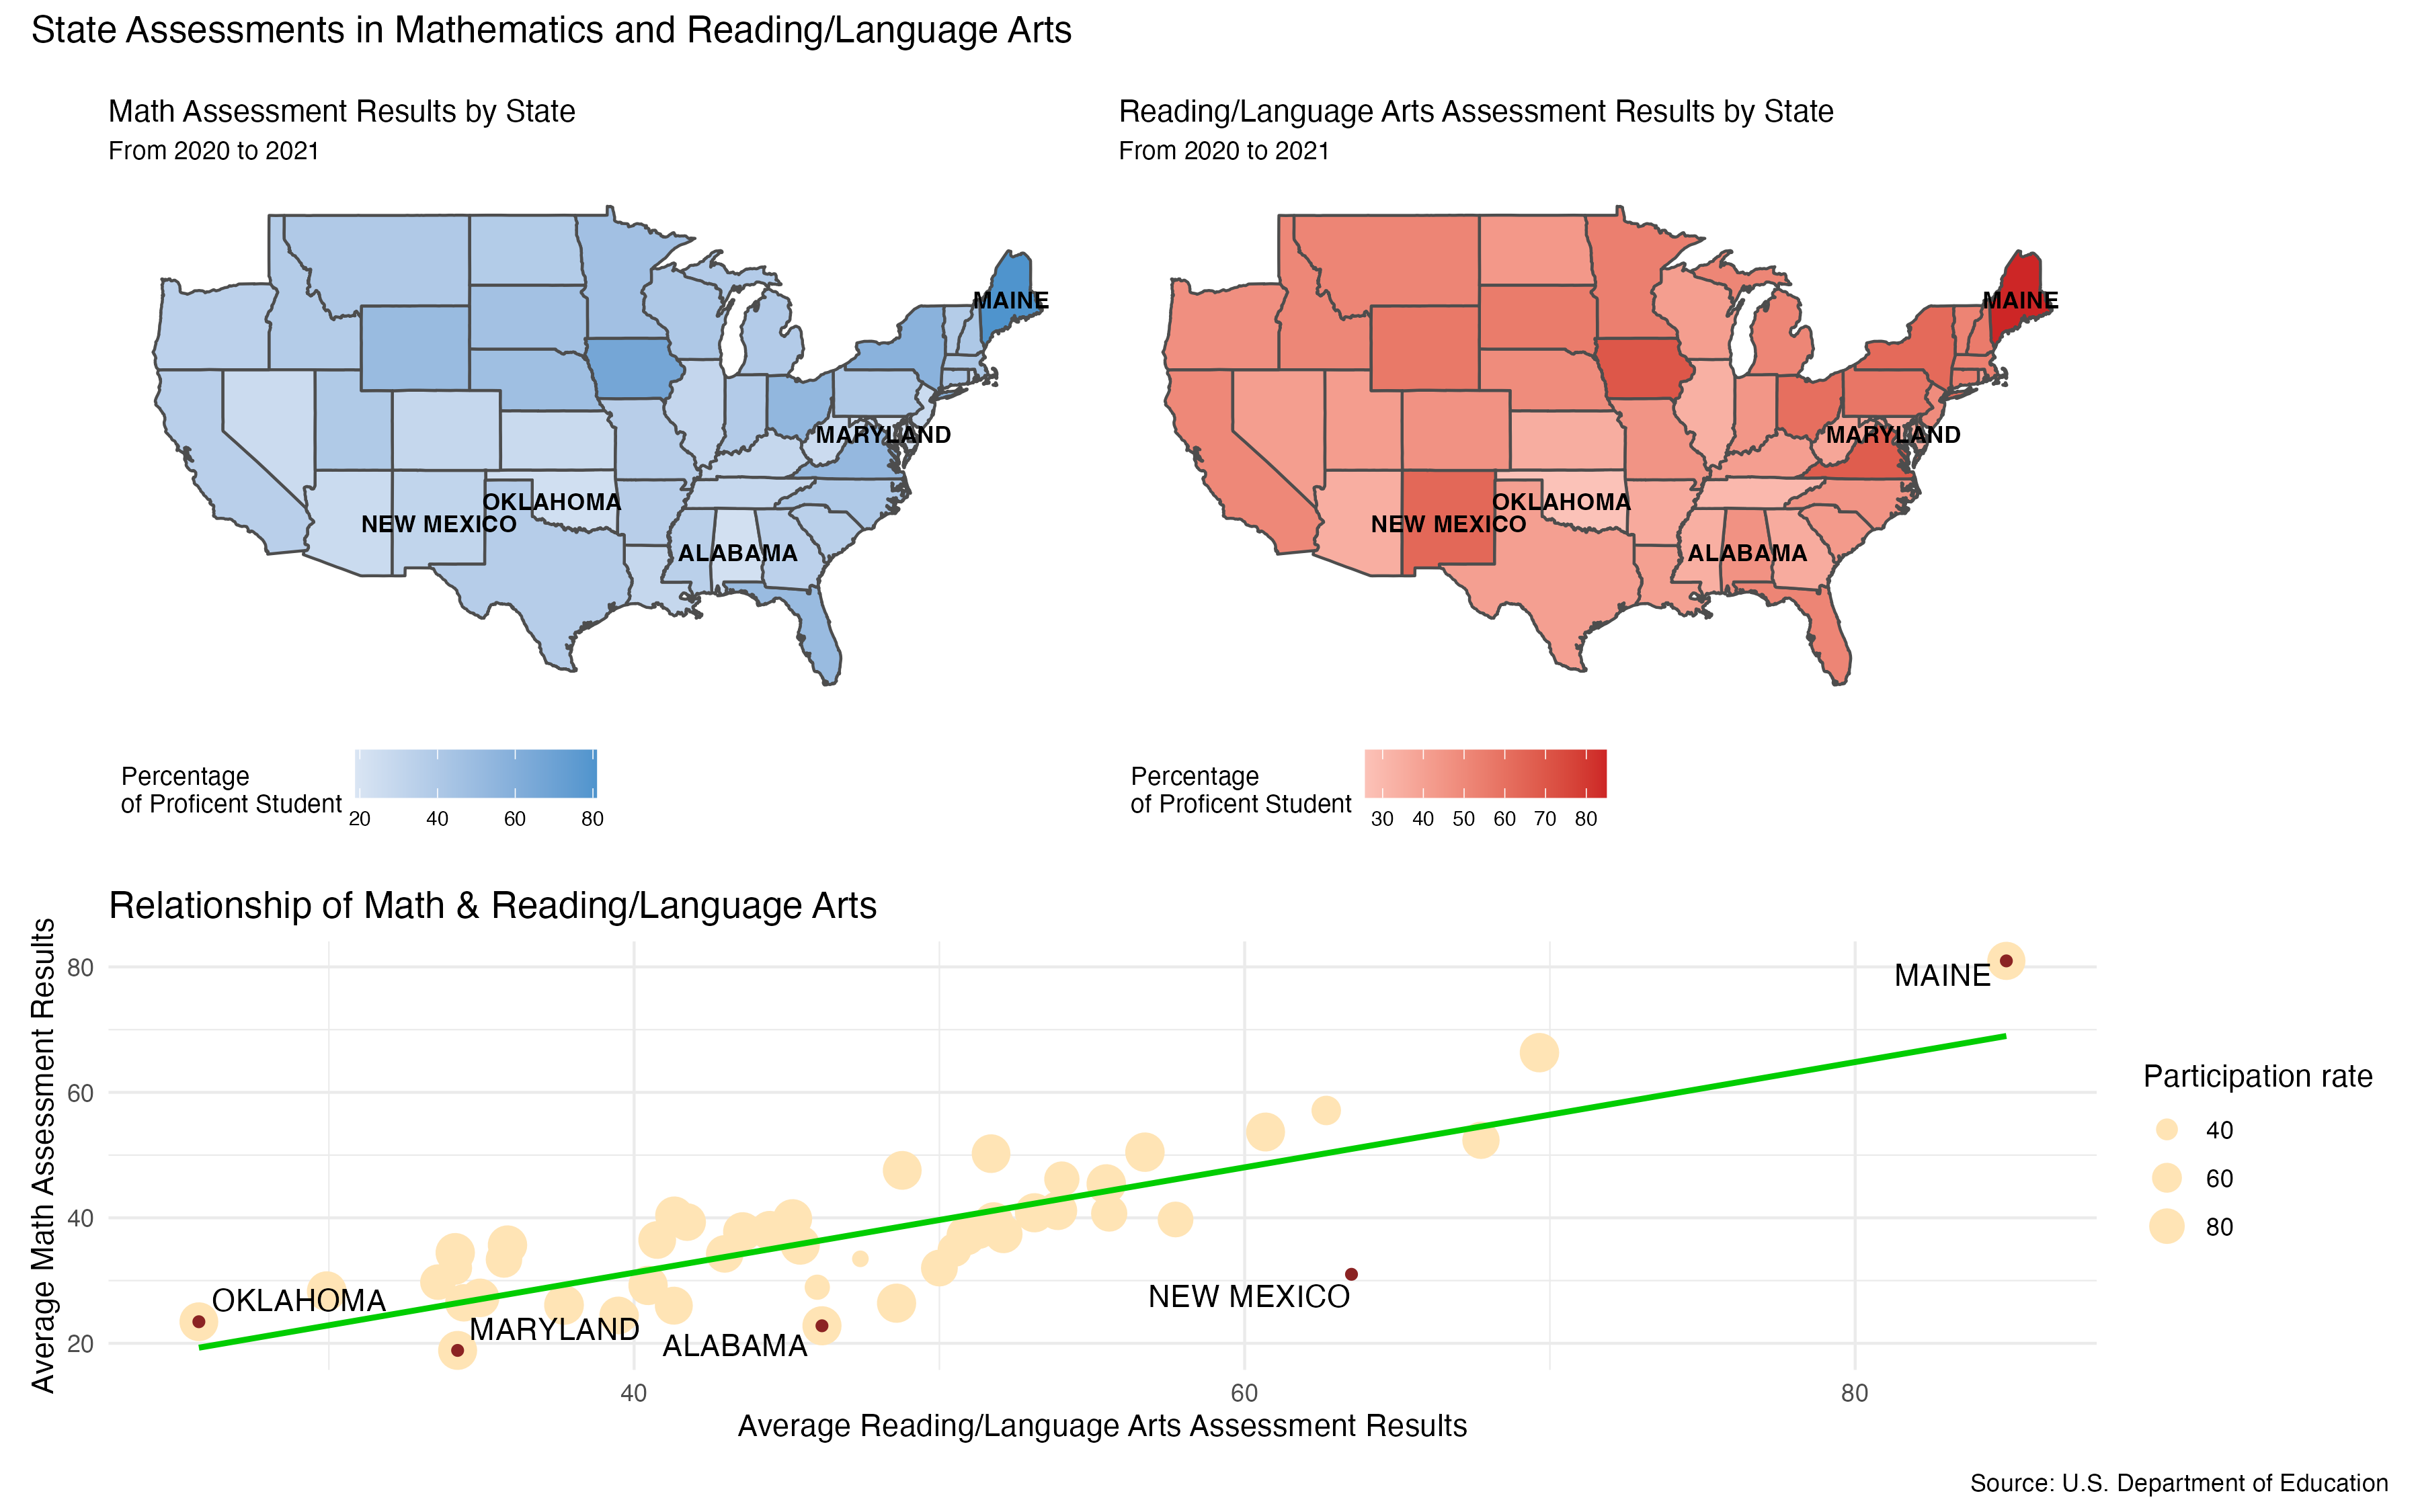 State Assessments in Mathematics and Reading/Language Arts
Math Assessment Results by State
From 2020 to 2021
MAINE
MARYLAND
OKLAHOMA
NEW MEXICO
ALABAMA
Percentage
of Proficent Student
20 40 60 80
Reading/Language Arts Assessment Results by State
From 2020 to 2021
MAINE
MARYLAND
OKLAHOMA
NEW MEXICO
ALABAMA
Percentage
of Proficent Student
30 40 50 60 70 80
Relationship of Math & Reading/Language Arts
Average Math Assessment Results
80
60
40
20
MAINE
OKLAHOMA
NEW MEXICO
MARYLAND
ALABAMA
40 60 80
Average Reading/Language Arts Assessment Results
Participation rate
40
60
80
Source: U.S. Department of Education